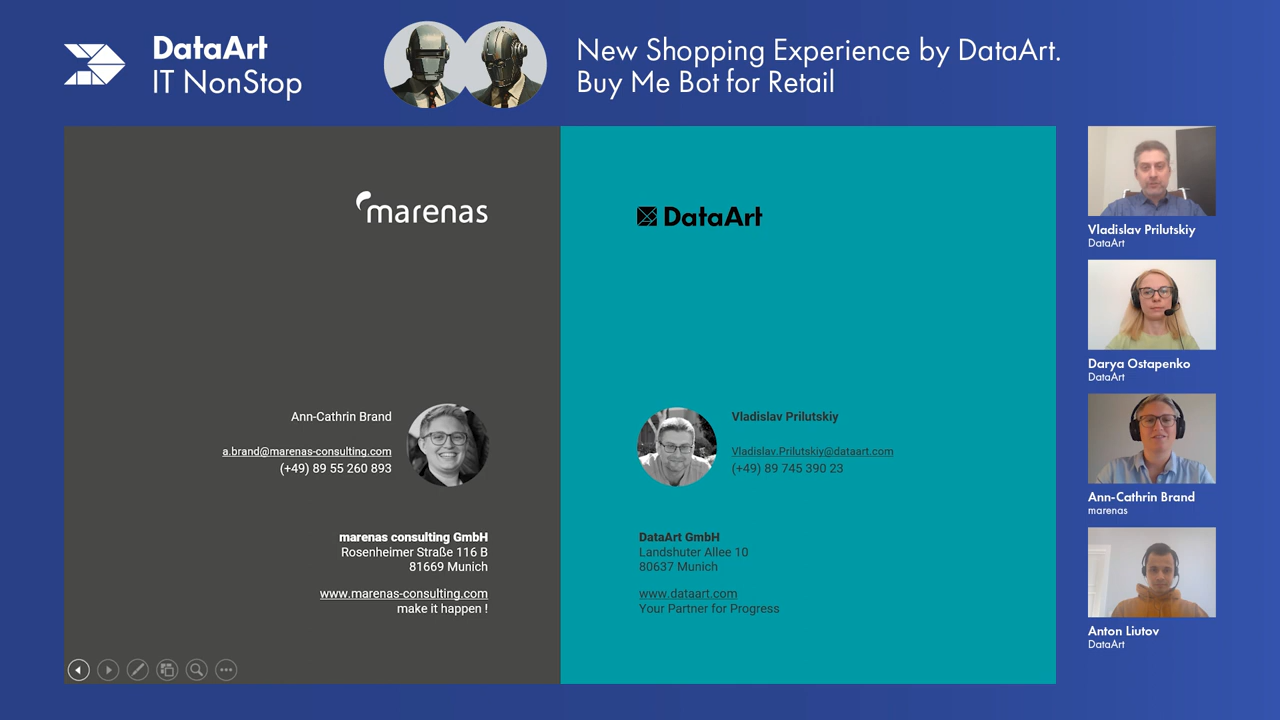 DataArt
IT NonStop
New Shopping Experience by DataArt.
Buy Me Bot for Retail
marenas
Ann-Cathrin Brand
a.brand@marenas-consulting.com
(+49) 89 55 260 893
marenas consulting GmbH
Rosenheimer Straße 116 B
81669 Munich
www.marenas-consulting.com
make it happen !
DataArt
Vladislav Prilutskiy
Vladislav.Prilutskiy@dataart.com
(+49) 89 745 390 23
DataArt GmbH
Landshuter Allee 10
80637 Munich
www.dataart.com
Your Partner for Progress
Vladislav Prilutskiy
DataArt
Darya Ostapenko
DataArt
Ann-Cathrin Brand
marenas
Anton Liutov
DataArt